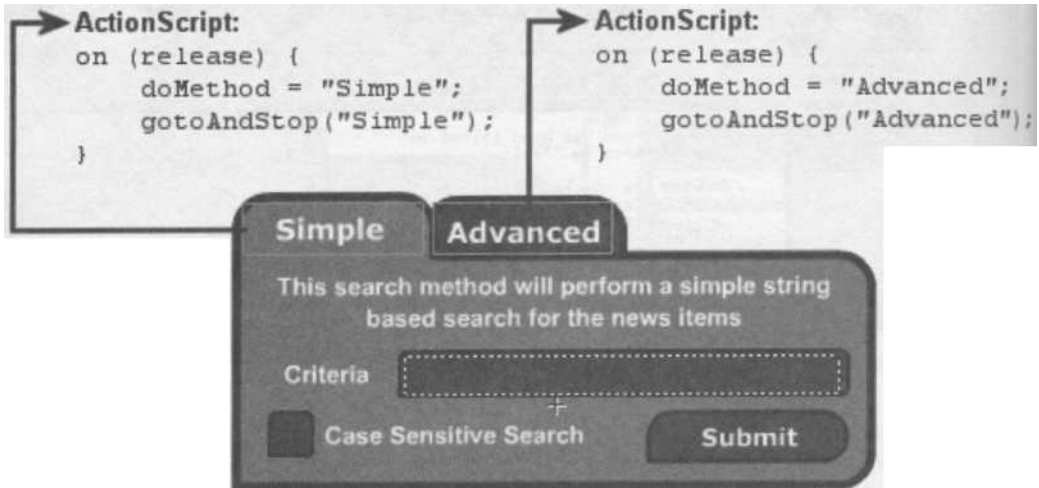 ActionScript:
on (release) {
doMethod = "Simple";
gotoAndStop("Simple");
}
ActionScript:
on (release) {
doMethod = "Advanced";
gotoAndStop("Advanced");
}
Simple
Advanced
This search method will perform a simple string
based search for the news items
Criteria
Case Sensitive Search
Submit